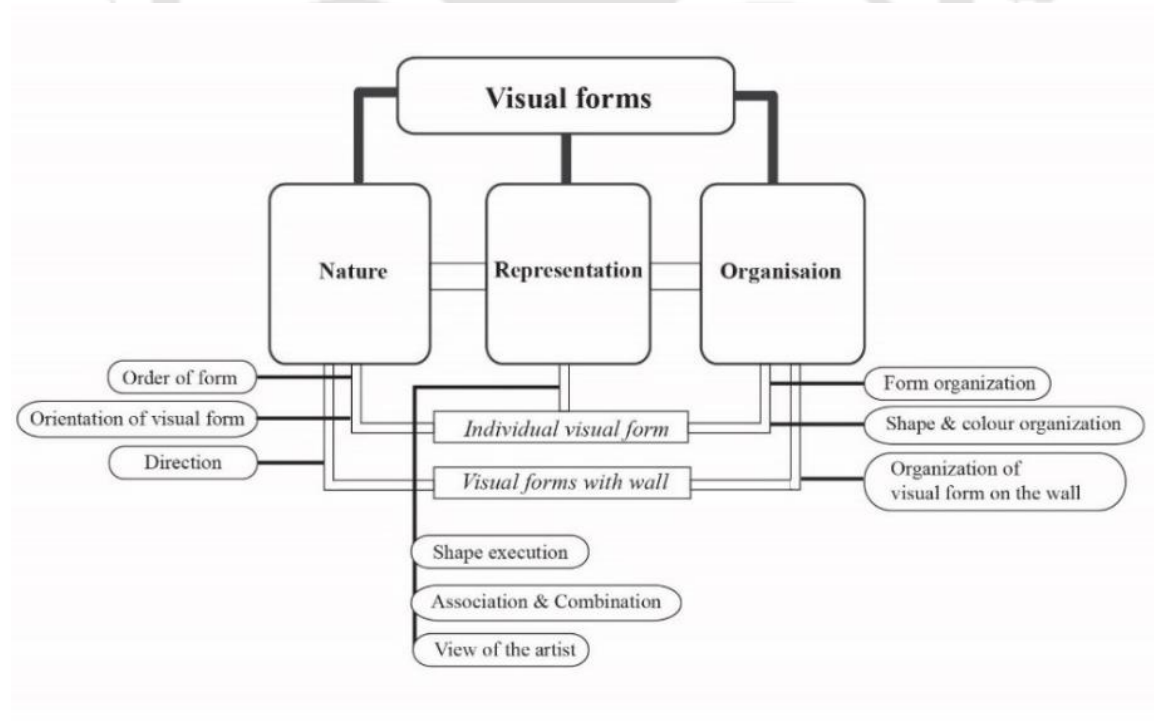 Visual forms
Nature
Representation
Organisaion
Order of form
Orientation of visual form
Direction
Individual visual form
Visual forms with wall
Form organization
Shape & colour organization
Organization of
visual form on the wall
Shape execution
Association & Combination
View of the artist